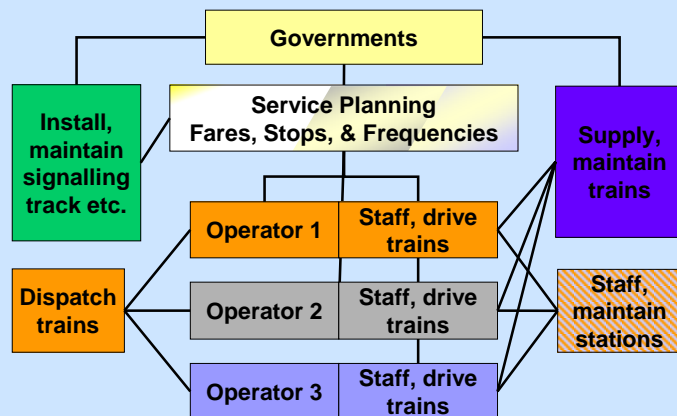 Governments
Install,
maintain
signalling
track etc.
Service Planning
Fares, Stops, & Frequencies
Supply,
maintain
trains
Operator 1
Staff, drive
trains
Dispatch
trains
Operator 2
Staff, drive
trains
Staff,
maintain
stations
Operator 3
Staff, drive
trains